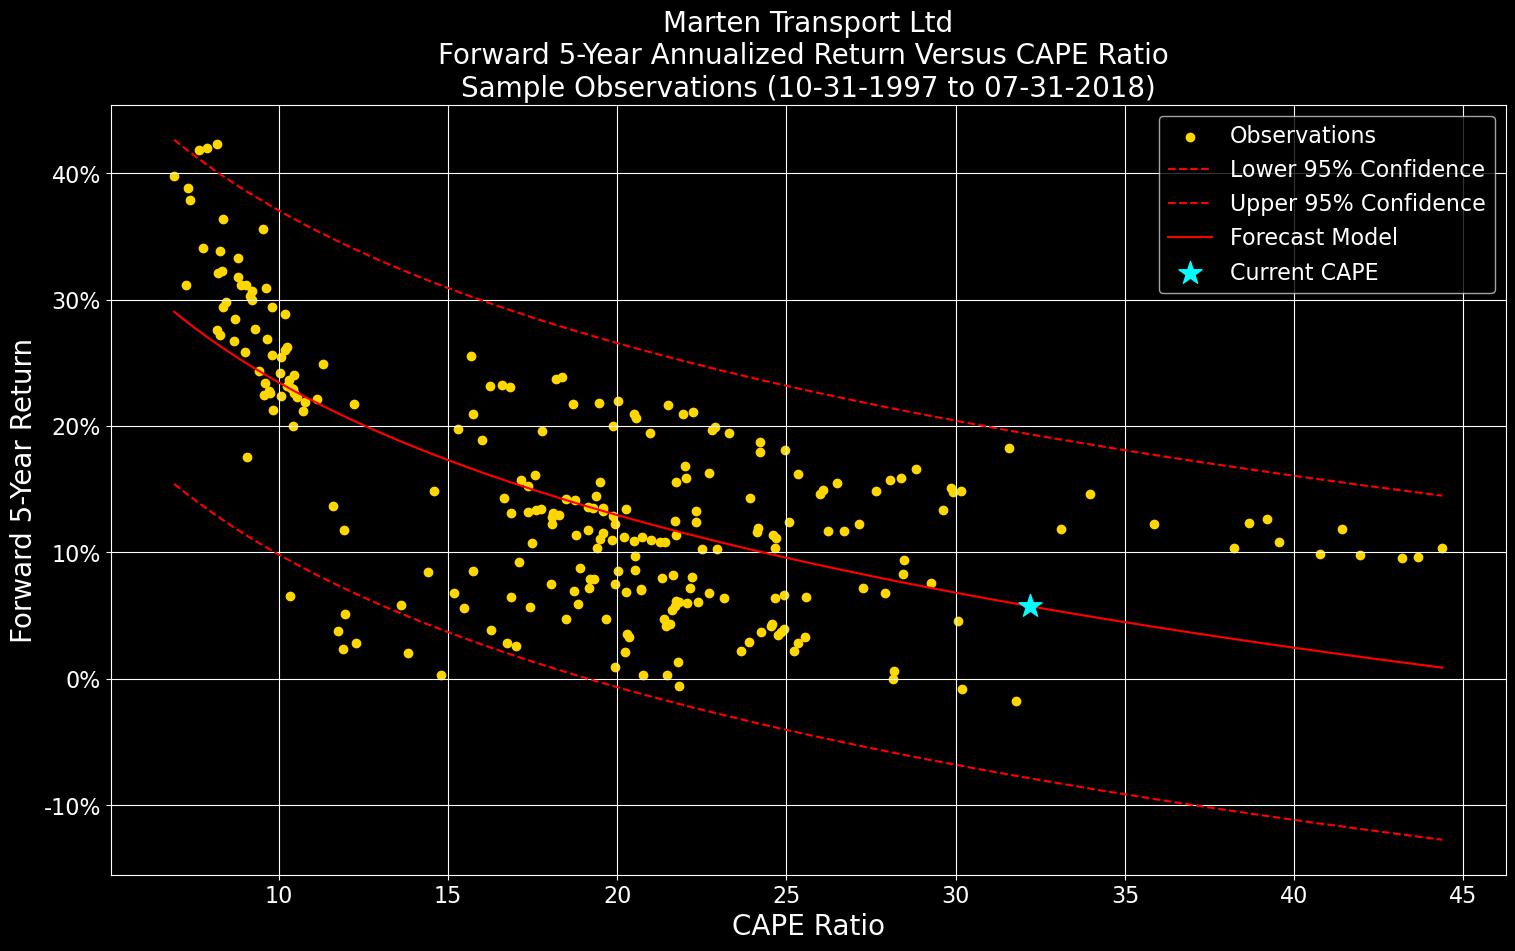 Marten Transport Ltd
Forward 5-Year Annualized Return Versus CAPE Ratio
Sample Observations (10-31-1997 to 07-31-2018)
Observations
Lower 95% Confidence
Upper 95% Confidence
Forecast Model
Current CAPE
Forward 5-Year Return
40%
30%
20%
10%
0%
-10%
10 15 20 25 30 35 40 45
CAPE Ratio